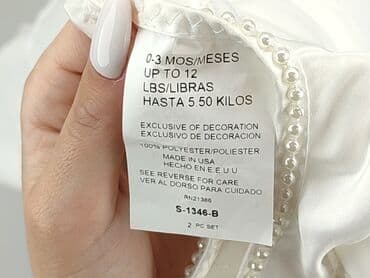 0-3 MOS/MESES
UP TO 12
LBS/LIBRAS
HASTA 5.50 KILOS
EXCLUSIVE OF DECORATION
EXCLUSIVO DE DECORACION
100% POLYESTER/POLIESTER
MADE IN USA
HECHO EN E.E.U.U
SEE REVERSE FOR CARE
VER AL DORSO PARA CUIDADO
RN21386
S-1346-B
2 PC SET